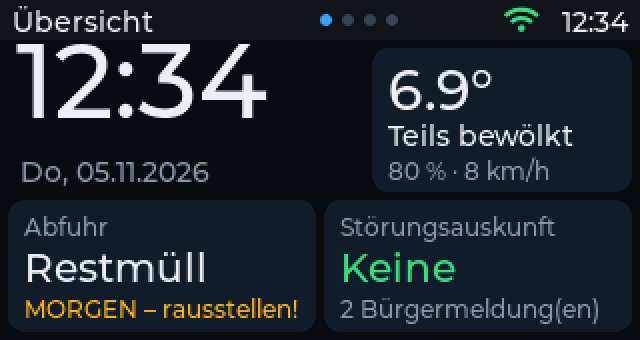 Übersicht
12:34
12:34
Do, 05.11.2026
6.9°
Teils bewölkt
80 % · 8 km/h
Abfuhr
Restmüll
MORGEN – rausstellen!
Störungsauskunft
Keine
2 Bürgermeldung(en)